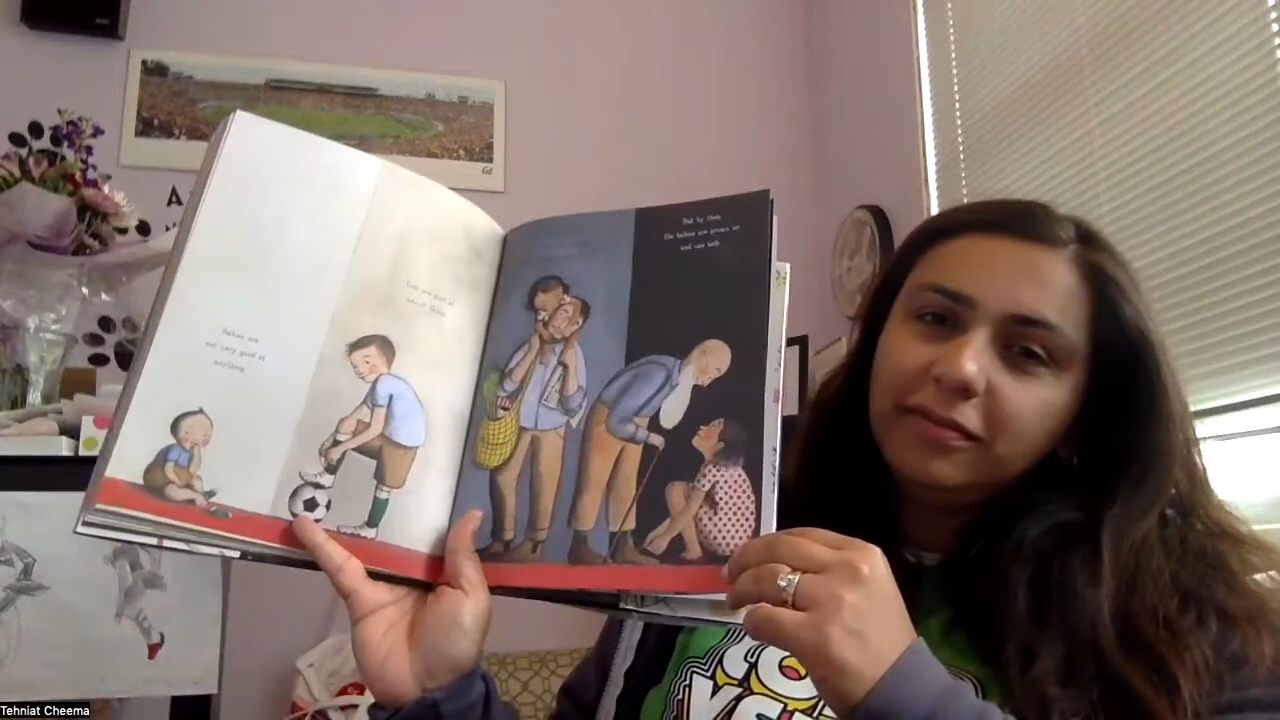 A
Babies are
not very good at
anything.
Kids are good at
lots of things
But by then,
the babies are grown up
and can help.
CO
Tehniat Cheema